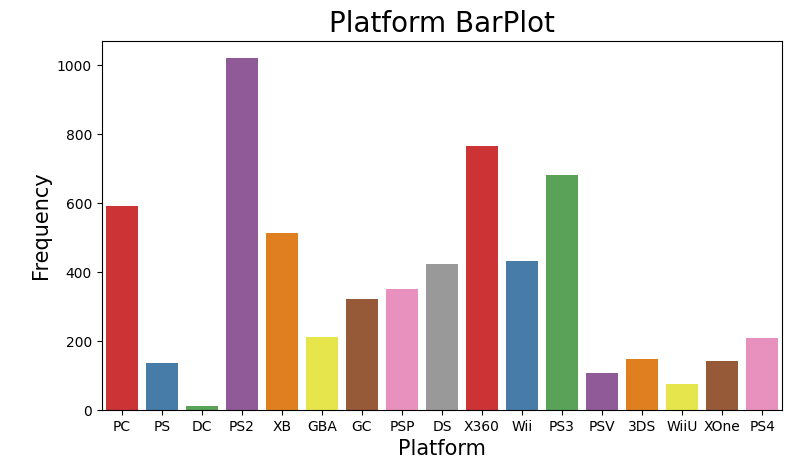 Platform BarPlot
Frequency
1000
800
600
400
200
0
PC PS DC PS2 XB GBA GC PSP DS X360 Wii PS3 PSV 3DS WiiU XOne PS4
Platform